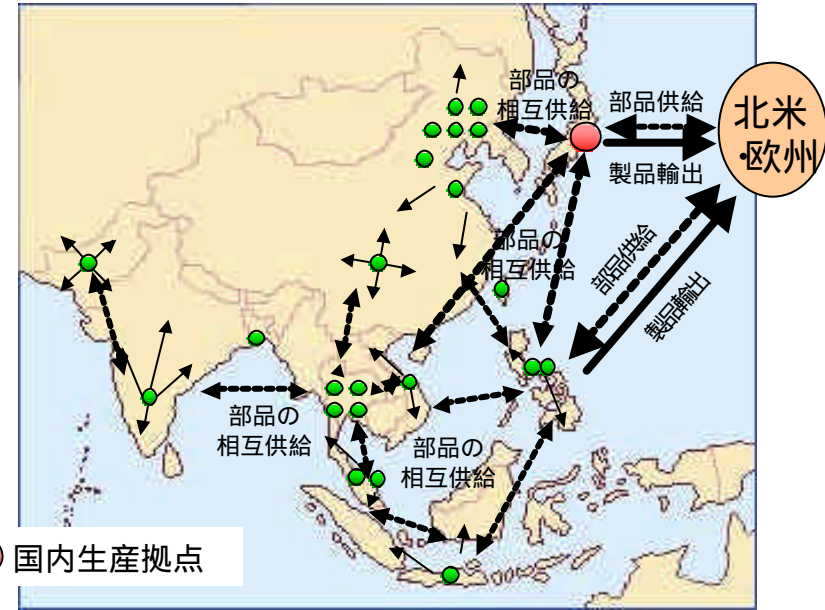 部品の
相互供給
部品供給
北米
・欧州
製品輸出
部品の
相互供給
部品供給
製品輸出
部品の
相互供給
部品の
相互供給
国内生産拠点